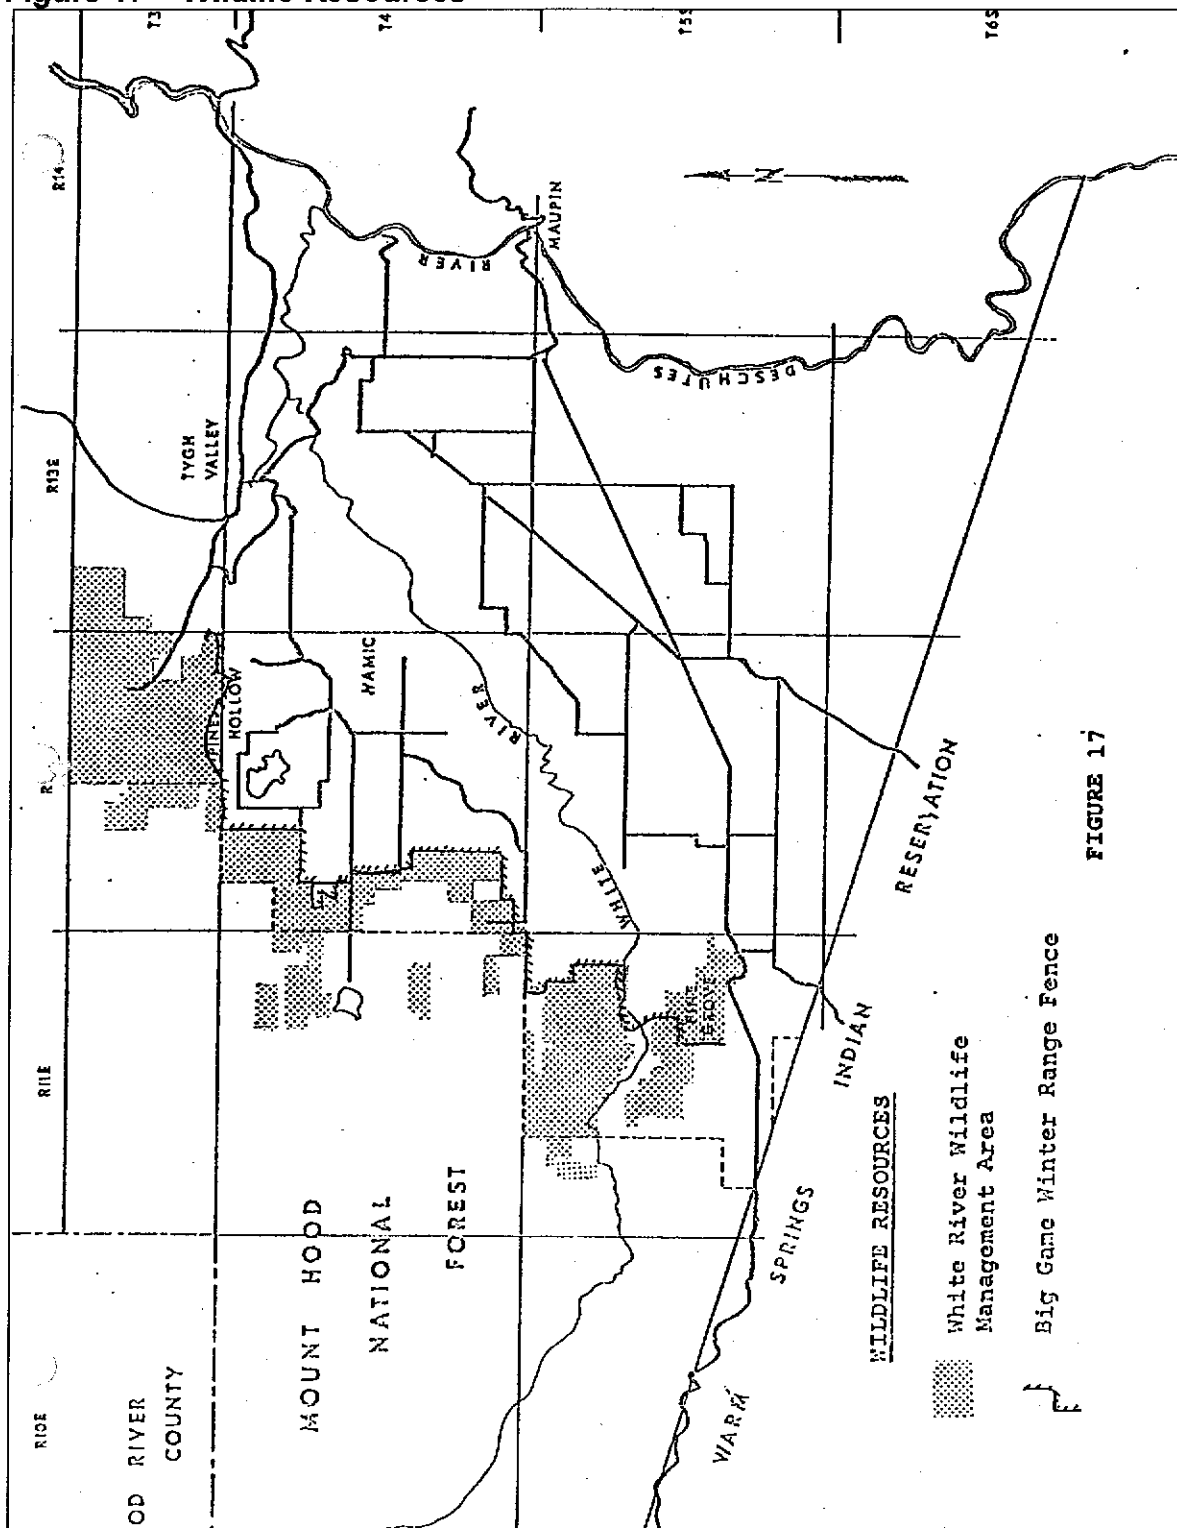 Figure 17 Wildlife Resources
R10E
R11E
R
R13E
R14
T3
T4
T5S
T6S
OD RIVER
COUNTY
MOUNT HOOD
NATIONAL
FOREST
PINE
HOLLOW
WAMIC
TYGH
VALLEY
RIVER
WHITE
PINE
GROVE
RIVER
DESCHUTES
MAUPIN
N
WARM
SPRINGS
INDIAN
RESERVATION
WILDLIFE RESOURCES
White River Wildlife
Management Area
Big Game Winter Range Fence
FIGURE 17